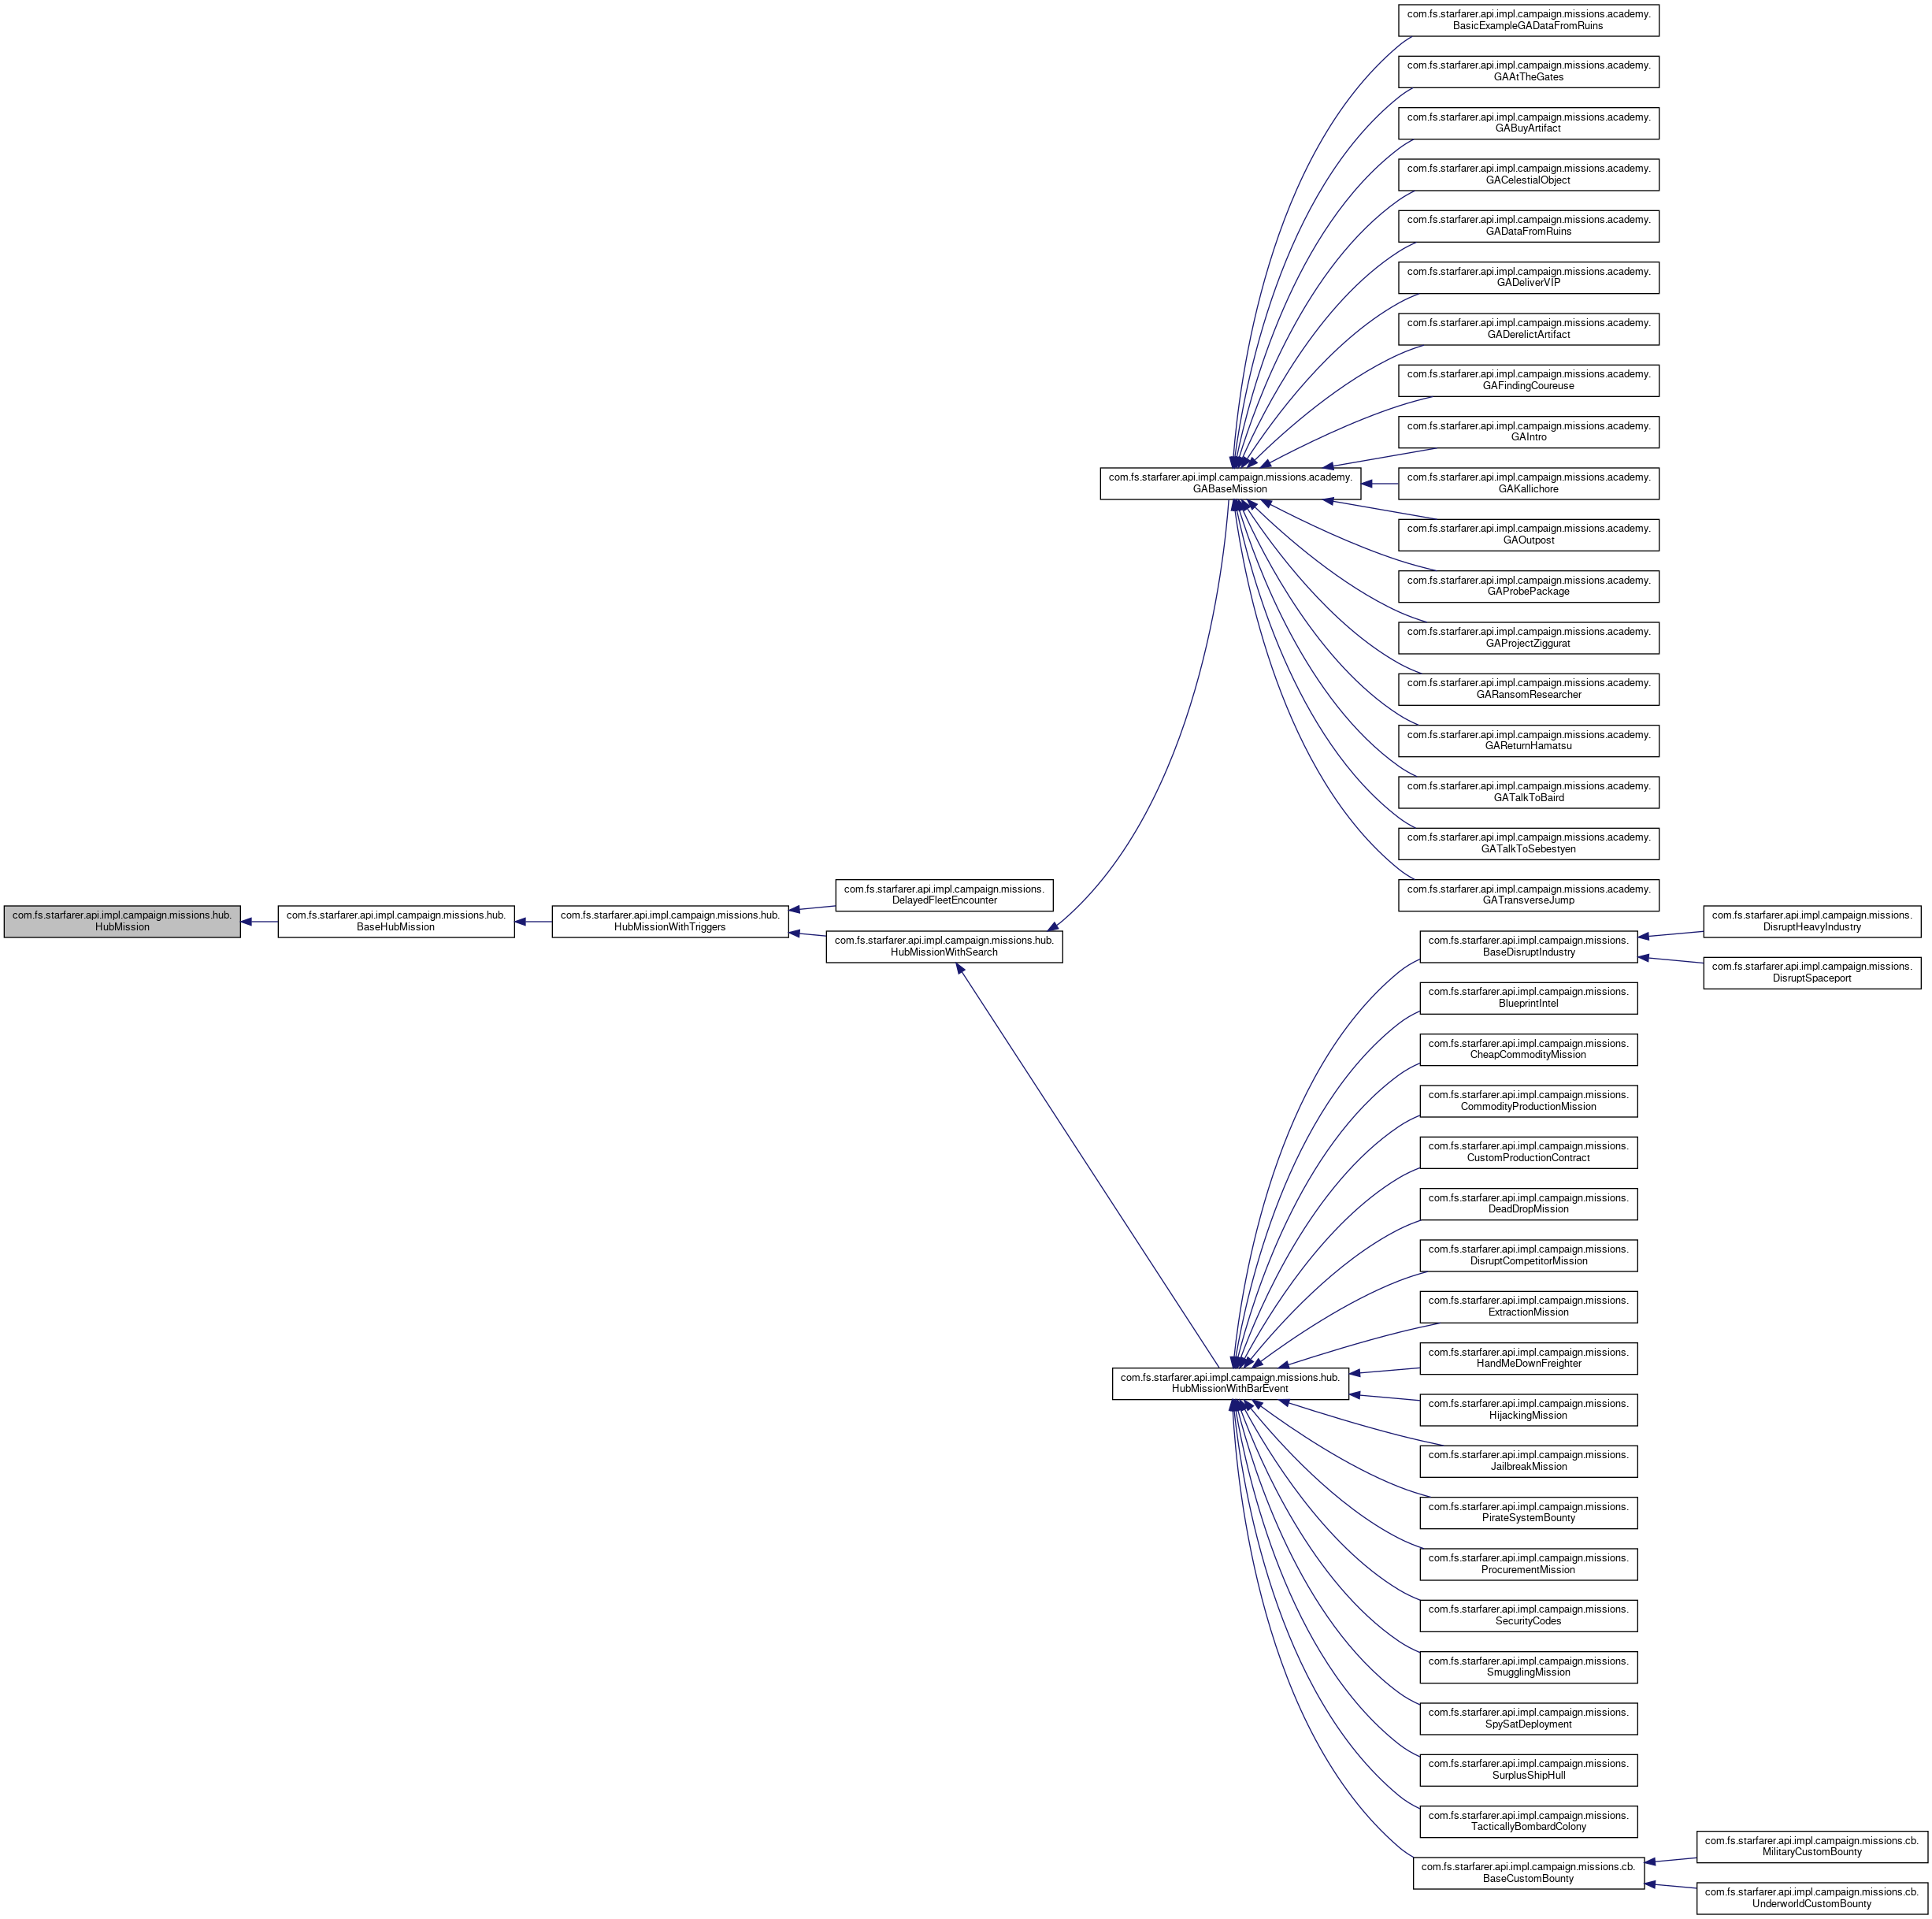 com.fs.starfarer.api.impl.campaign.missions.hub.
HubMission
com.fs.starfarer.api.impl.campaign.missions.hub.
BaseHubMission
com.fs.starfarer.api.impl.campaign.missions.hub.
HubMissionWithTriggers
com.fs.starfarer.api.impl.campaign.missions.
DelayedFleetEncounter
com.fs.starfarer.api.impl.campaign.missions.hub.
HubMissionWithSearch
com.fs.starfarer.api.impl.campaign.missions.academy.
GABaseMission
com.fs.starfarer.api.impl.campaign.missions.academy.
BasicExampleGADataFromRuins
com.fs.starfarer.api.impl.campaign.missions.academy.
GAAtTheGates
com.fs.starfarer.api.impl.campaign.missions.academy.
GABuyArtifact
com.fs.starfarer.api.impl.campaign.missions.academy.
GACelestialObject
com.fs.starfarer.api.impl.campaign.missions.academy.
GADataFromRuins
com.fs.starfarer.api.impl.campaign.missions.academy.
GADeliverVIP
com.fs.starfarer.api.impl.campaign.missions.academy.
GADerelictArtifact
com.fs.starfarer.api.impl.campaign.missions.academy.
GAFindingCoureuse
com.fs.starfarer.api.impl.campaign.missions.academy.
GAIntro
com.fs.starfarer.api.impl.campaign.missions.academy.
GAKallichore
com.fs.starfarer.api.impl.campaign.missions.academy.
GAOutpost
com.fs.starfarer.api.impl.campaign.missions.academy.
GAProbePackage
com.fs.starfarer.api.impl.campaign.missions.academy.
GAProjectZiggurat
com.fs.starfarer.api.impl.campaign.missions.academy.
GARansomResearcher
com.fs.starfarer.api.impl.campaign.missions.academy.
GAReturnHamatsu
com.fs.starfarer.api.impl.campaign.missions.academy.
GATalkToBaird
com.fs.starfarer.api.impl.campaign.missions.academy.
GATalkToSebestyen
com.fs.starfarer.api.impl.campaign.missions.academy.
GATransverseJump
com.fs.starfarer.api.impl.campaign.missions.hub.
HubMissionWithBarEvent
com.fs.starfarer.api.impl.campaign.missions.
BaseDisruptIndustry
com.fs.starfarer.api.impl.campaign.missions.
DisruptHeavyIndustry
com.fs.starfarer.api.impl.campaign.missions.
DisruptSpaceport
com.fs.starfarer.api.impl.campaign.missions.
BlueprintIntel
com.fs.starfarer.api.impl.campaign.missions.
CheapCommodityMission
com.fs.starfarer.api.impl.campaign.missions.
CommodityProductionMission
com.fs.starfarer.api.impl.campaign.missions.
CustomProductionContract
com.fs.starfarer.api.impl.campaign.missions.
DeadDropMission
com.fs.starfarer.api.impl.campaign.missions.
DisruptCompetitorMission
com.fs.starfarer.api.impl.campaign.missions.
ExtractionMission
com.fs.starfarer.api.impl.campaign.missions.
HandMeDownFreighter
com.fs.starfarer.api.impl.campaign.missions.
HijackingMission
com.fs.starfarer.api.impl.campaign.missions.
JailbreakMission
com.fs.starfarer.api.impl.campaign.missions.
PirateSystemBounty
com.fs.starfarer.api.impl.campaign.missions.
ProcurementMission
com.fs.starfarer.api.impl.campaign.missions.
SecurityCodes
com.fs.starfarer.api.impl.campaign.missions.
SmugglingMission
com.fs.starfarer.api.impl.campaign.missions.
SpySatDeployment
com.fs.starfarer.api.impl.campaign.missions.
SurplusShipHull
com.fs.starfarer.api.impl.campaign.missions.
TacticallyBombardColony
com.fs.starfarer.api.impl.campaign.missions.cb.
BaseCustomBounty
com.fs.starfarer.api.impl.campaign.missions.cb.
MilitaryCustomBounty
com.fs.starfarer.api.impl.campaign.missions.cb.
UnderworldCustomBounty